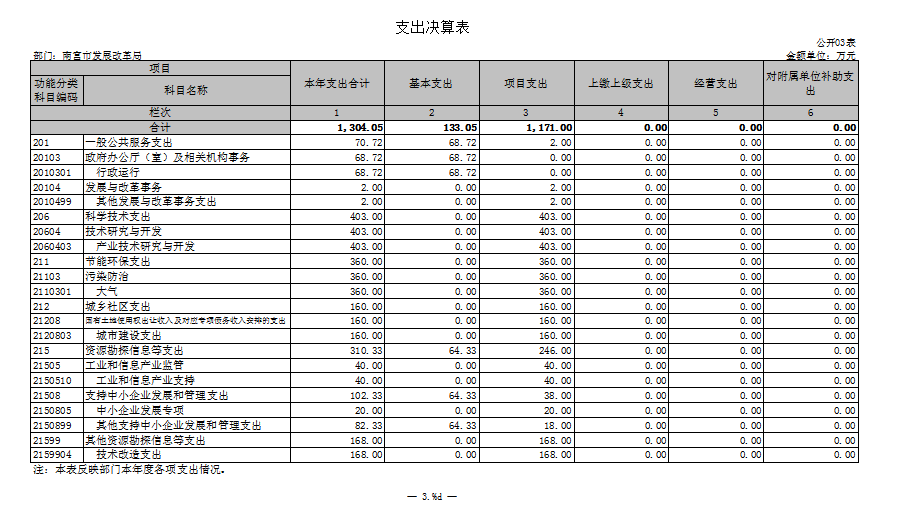 支出决算表
公开03表
部门：南宫市发展改革局 金额单位：万元
项目 本年支出合计 基本支出 项目支出 上缴上级支出 经营支出 对附属单位补助支出
功能分类科目编码 科目名称
栏次 1 2 3 4 5 6
合计 1,304.05 133.05 1,171.00 0.00 0.00 0.00
201 一般公共服务支出 70.72 68.72 2.00 0.00 0.00 0.00
20103 政府办公厅（室）及相关机构事务 68.72 68.72 0.00 0.00 0.00 0.00
2010301 行政运行 68.72 68.72 0.00 0.00 0.00 0.00
20104 发展与改革事务 2.00 0.00 2.00 0.00 0.00 0.00
2010499 其他发展与改革事务支出 2.00 0.00 2.00 0.00 0.00 0.00
206 科学技术支出 403.00 0.00 403.00 0.00 0.00 0.00
20604 技术研究与开发 403.00 0.00 403.00 0.00 0.00 0.00
2060403 产业技术研究与开发 403.00 0.00 403.00 0.00 0.00 0.00
211 节能环保支出 360.00 0.00 360.00 0.00 0.00 0.00
21103 污染防治 360.00 0.00 360.00 0.00 0.00 0.00
2110301 大气 360.00 0.00 360.00 0.00 0.00 0.00
212 城乡社区支出 160.00 0.00 160.00 0.00 0.00 0.00
21208 国有土地使用权出让收入及对应专项债务收入安排的支出 160.00 0.00 160.00 0.00 0.00 0.00
2120803 城市建设支出 160.00 0.00 160.00 0.00 0.00 0.00
215 资源勘探信息等支出 310.33 64.33 246.00 0.00 0.00 0.00
21505 工业和信息产业监管 40.00 0.00 40.00 0.00 0.00 0.00
2150510 工业和信息产业支持 40.00 0.00 40.00 0.00 0.00 0.00
21508 支持中小企业发展和管理支出 102.33 64.33 38.00 0.00 0.00 0.00
2150805 中小企业发展专项 20.00 0.00 20.00 0.00 0.00 0.00
2150899 其他支持中小企业发展和管理支出 82.33 64.33 18.00 0.00 0.00 0.00
21599 其他资源勘探信息等支出 168.00 0.00 168.00 0.00 0.00 0.00
2159904 技术改造支出 168.00 0.00 168.00 0.00 0.00 0.00
注：本表反映部门本年度各项支出情况。
— 3.%d —